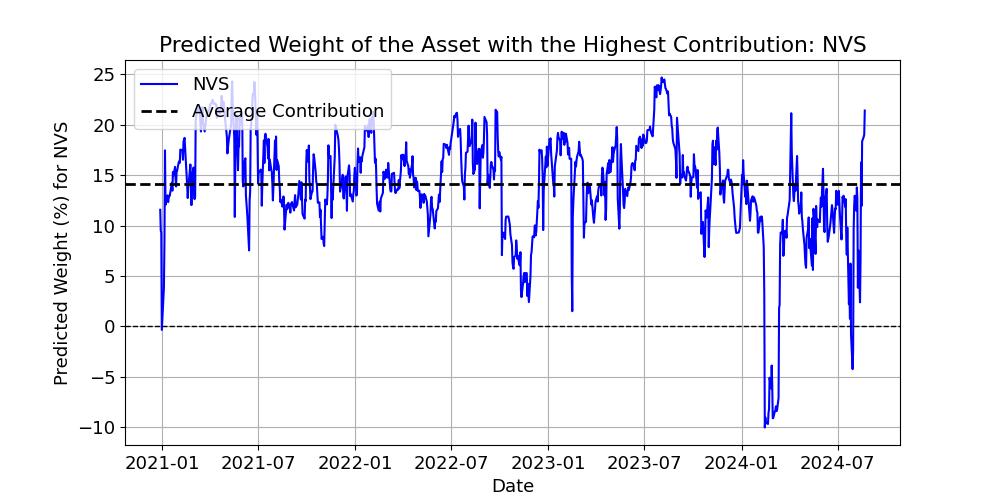 Predicted Weight of the Asset with the Highest Contribution: NVS
Predicted Weight (%) for NVS
25
20
15
10
5
0
−5
−10
NVS
Average Contribution
2021-01 2021-07 2022-01 2022-07 2023-01 2023-07 2024-01 2024-07
Date